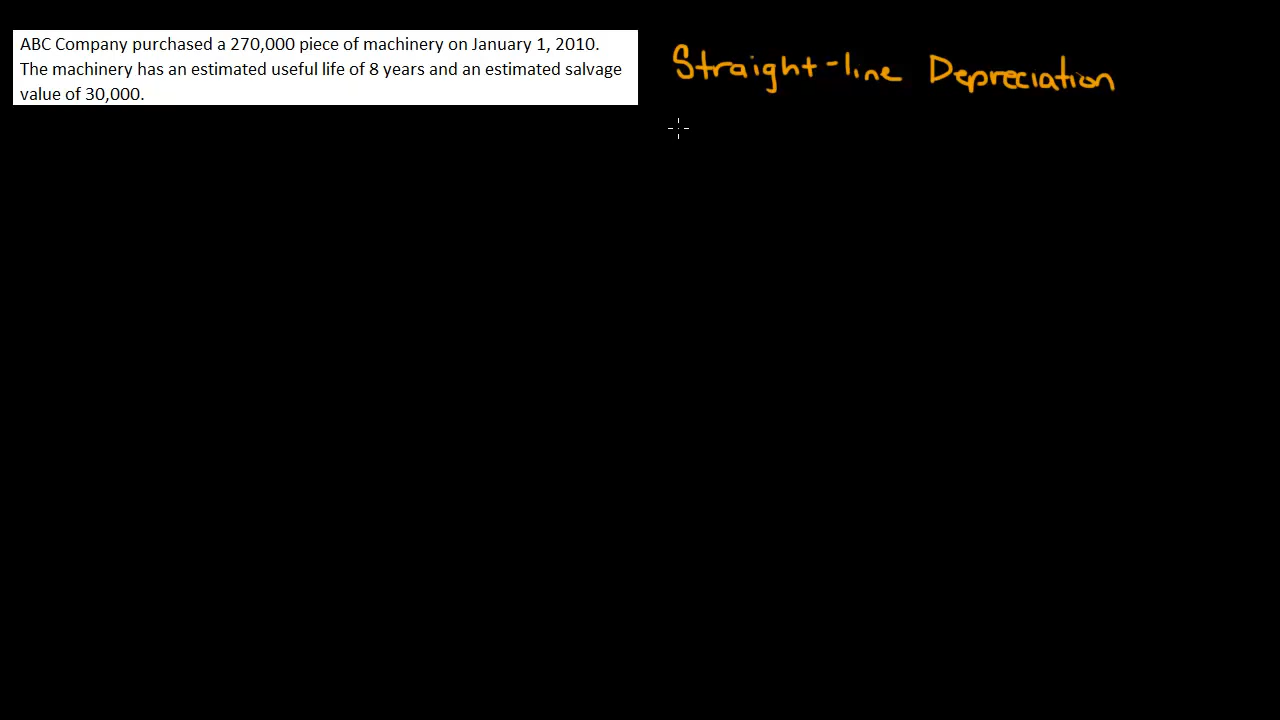 ABC Company purchased a 270,000 piece of machinery on January 1, 2010.
The machinery has an estimated useful life of 8 years and an estimated salvage
value of 30,000.
Straight-line Depreciation